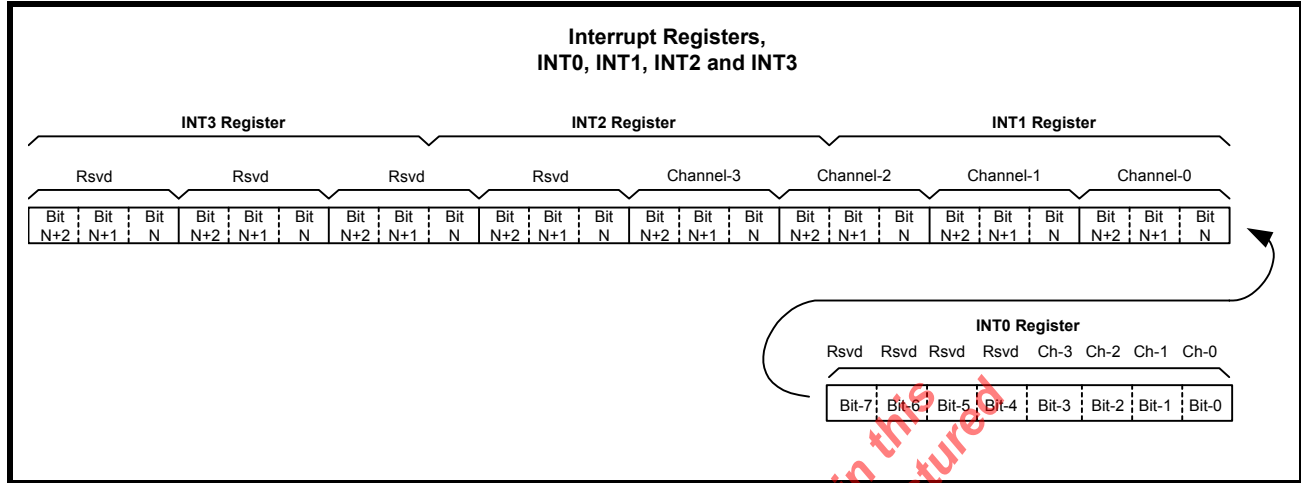 Interrupt Registers,
INT0, INT1, INT2 and INT3
INT3 Register INT2 Register INT1 Register
Rsvd Rsvd Rsvd Rsvd Channel-3 Channel-2 Channel-1 Channel-0
Bit Bit Bit Bit Bit Bit Bit Bit Bit Bit Bit Bit Bit Bit Bit Bit Bit Bit Bit Bit Bit Bit Bit Bit
N+2 N+1 N N+2 N+1 N N+2 N+1 N N+2 N+1 N N+2 N+1 N N+2 N+1 N N+2 N+1 N N+2 N+1 N
INT0 Register
Rsvd Rsvd Rsvd Rsvd Ch-3 Ch-2 Ch-1 Ch-0
Bit-7 Bit-6 Bit-5 Bit-4 Bit-3 Bit-2 Bit-1 Bit-0
in this